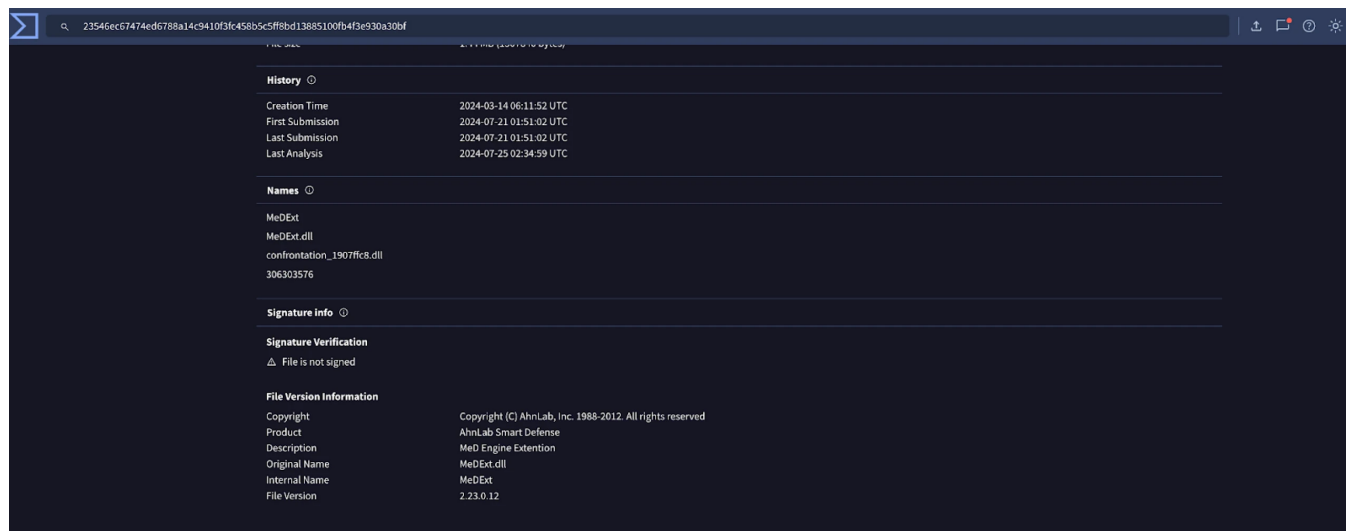 23546ec67474ed6788a14c9410f3fc458b5c5ff8bd13885100fb4f3e930a30bf
File size
History
Creation Time 2024-03-14 06:11:52 UTC
First Submission 2024-07-21 01:51:02 UTC
Last Submission 2024-07-21 01:51:02 UTC
Last Analysis 2024-07-25 02:34:59 UTC
Names
MeDExt
MeDExt.dll
confrontation_1907ffc8.dll
306303576
Signature info
Signature Verification
File is not signed
File Version Information
Copyright Copyright (C) AhnLab, Inc. 1988-2012. All rights reserved
Product AhnLab Smart Defense
Description MeD Engine Extention
Original Name MeDExt.dll
Internal Name MeDExt
File Version 2.23.0.12